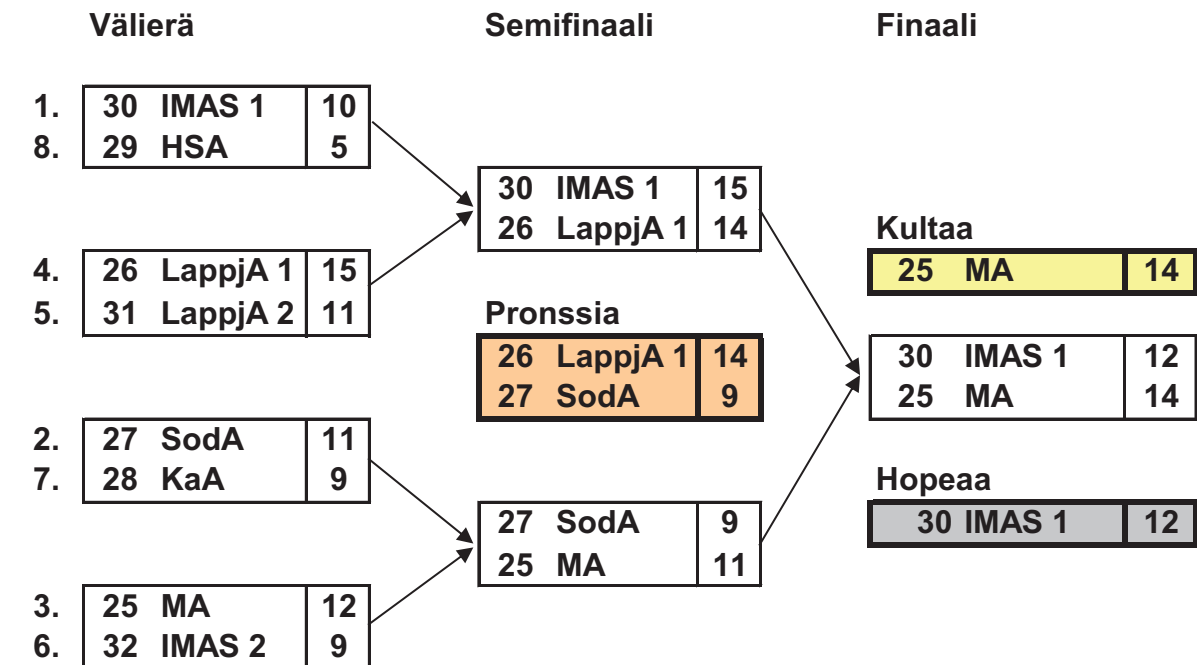 Välierä
1. 30 IMAS 1 10
8. 29 HSA 5
4. 26 LappjA 1 15
5. 31 LappjA 2 11
2. 27 SodA 11
7. 28 KaA 9
3. 25 MA 12
6. 32 IMAS 2 9
Semifinaali
30 IMAS 1 15
26 LappjA 1 14
Pronssia
26 LappjA 1 14
27 SodA 9
27 SodA 9
25 MA 11
Finaali
Kultaa
25 MA 14
30 IMAS 1 12
25 MA 14
Hopeaa
30 IMAS 1 12